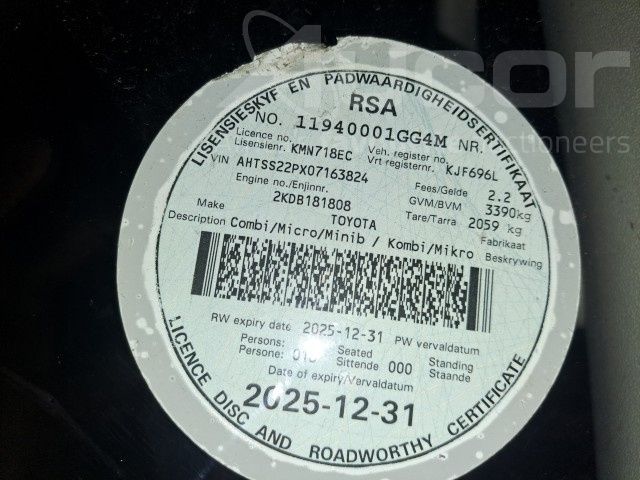 LISENSIESKYF EN PADWAARDIGHEIDSERTIFIKAAT
RSA
NO. 11940001GG4M NR.
Licence no. Veh. register no.
Lisensienr. KMN718EC Vrt registernr. KJF696L
VIN AHTSS22PX07163824
Engine no./Enjinnr. Fees/Gelde 2.2
2KDB181808 GVM/BVM 3390kg
Make TOYOTA Tare/Tarra 2059 kg
Fabrikaat
Description Combi/Micro/Minib / Kombi/Mikro Beskrywing
RW expiry date 2025-12-31 PW vervaldatum
Persons: Seated Standing
Persone: Sittende 000 Staande
Date of expiry/Vervaldatum
2025-12-31
LICENCE DISC AND ROADWORTHY CERTIFICATE